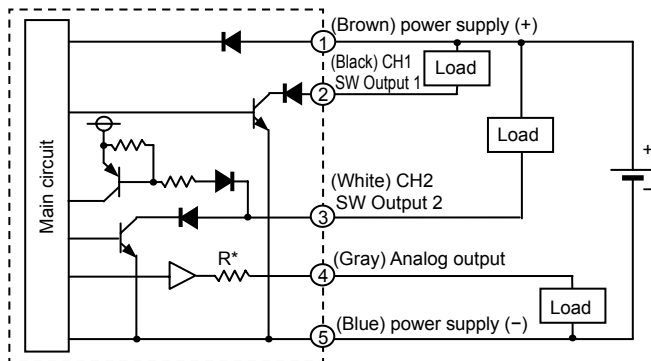 (Brown) power supply (+)
1
(Black) CH1
SW Output 1
2
Load
Load
+
−
Main circuit
(White) CH2
SW Output 2
3
R*
(Gray) Analog output
4
Load
(Blue) power supply (−)
5